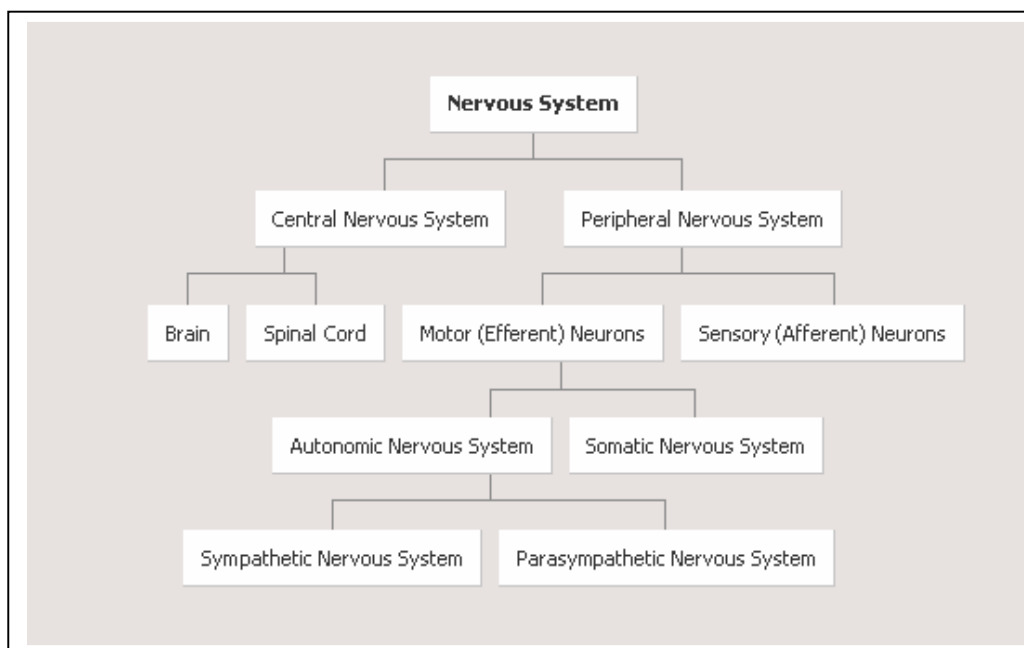 Nervous System
Central Nervous System
Peripheral Nervous System
Brain
Spinal Cord
Motor (Efferent) Neurons
Sensory (Afferent) Neurons
Autonomic Nervous System
Somatic Nervous System
Sympathetic Nervous System
Parasympathetic Nervous System